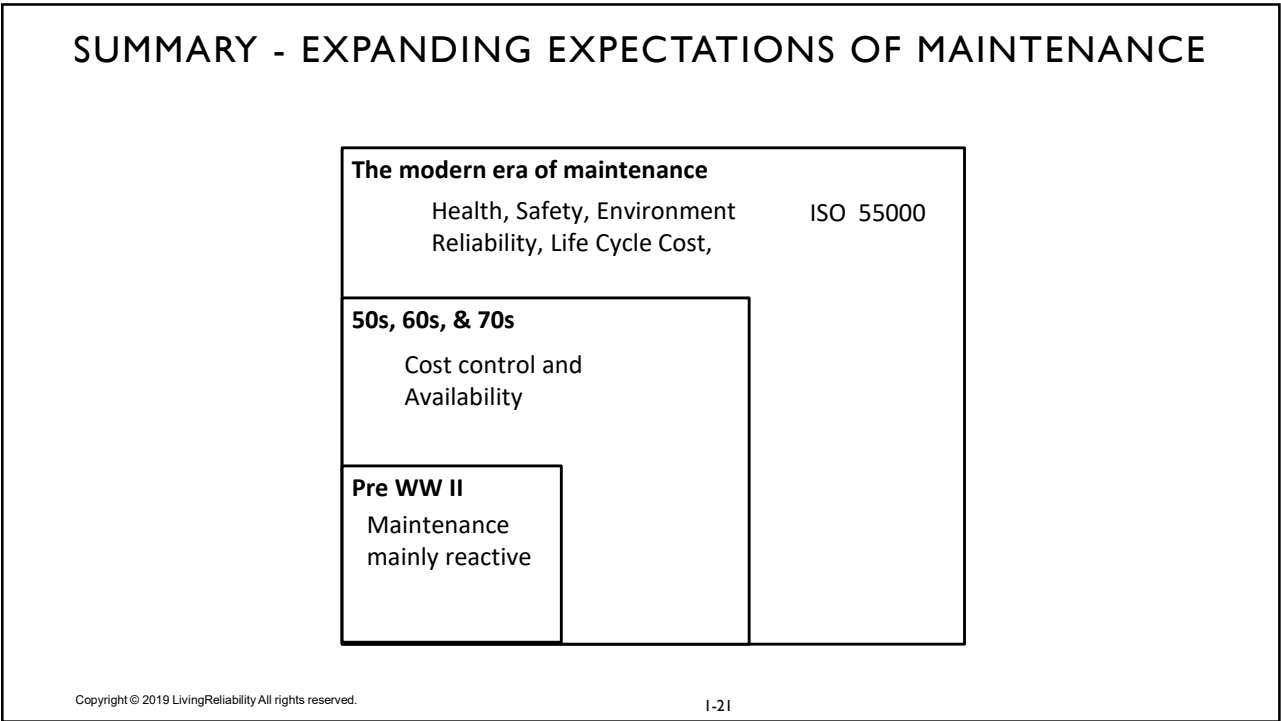 SUMMARY - EXPANDING EXPECTATIONS OF MAINTENANCE
The modern era of maintenance
Health, Safety, Environment ISO 55000
Reliability, Life Cycle Cost,
50s, 60s, & 70s
Cost control and
Availability
Pre WW II
Maintenance
mainly reactive
Copyright © 2019 LivingReliability All rights reserved.
1-21